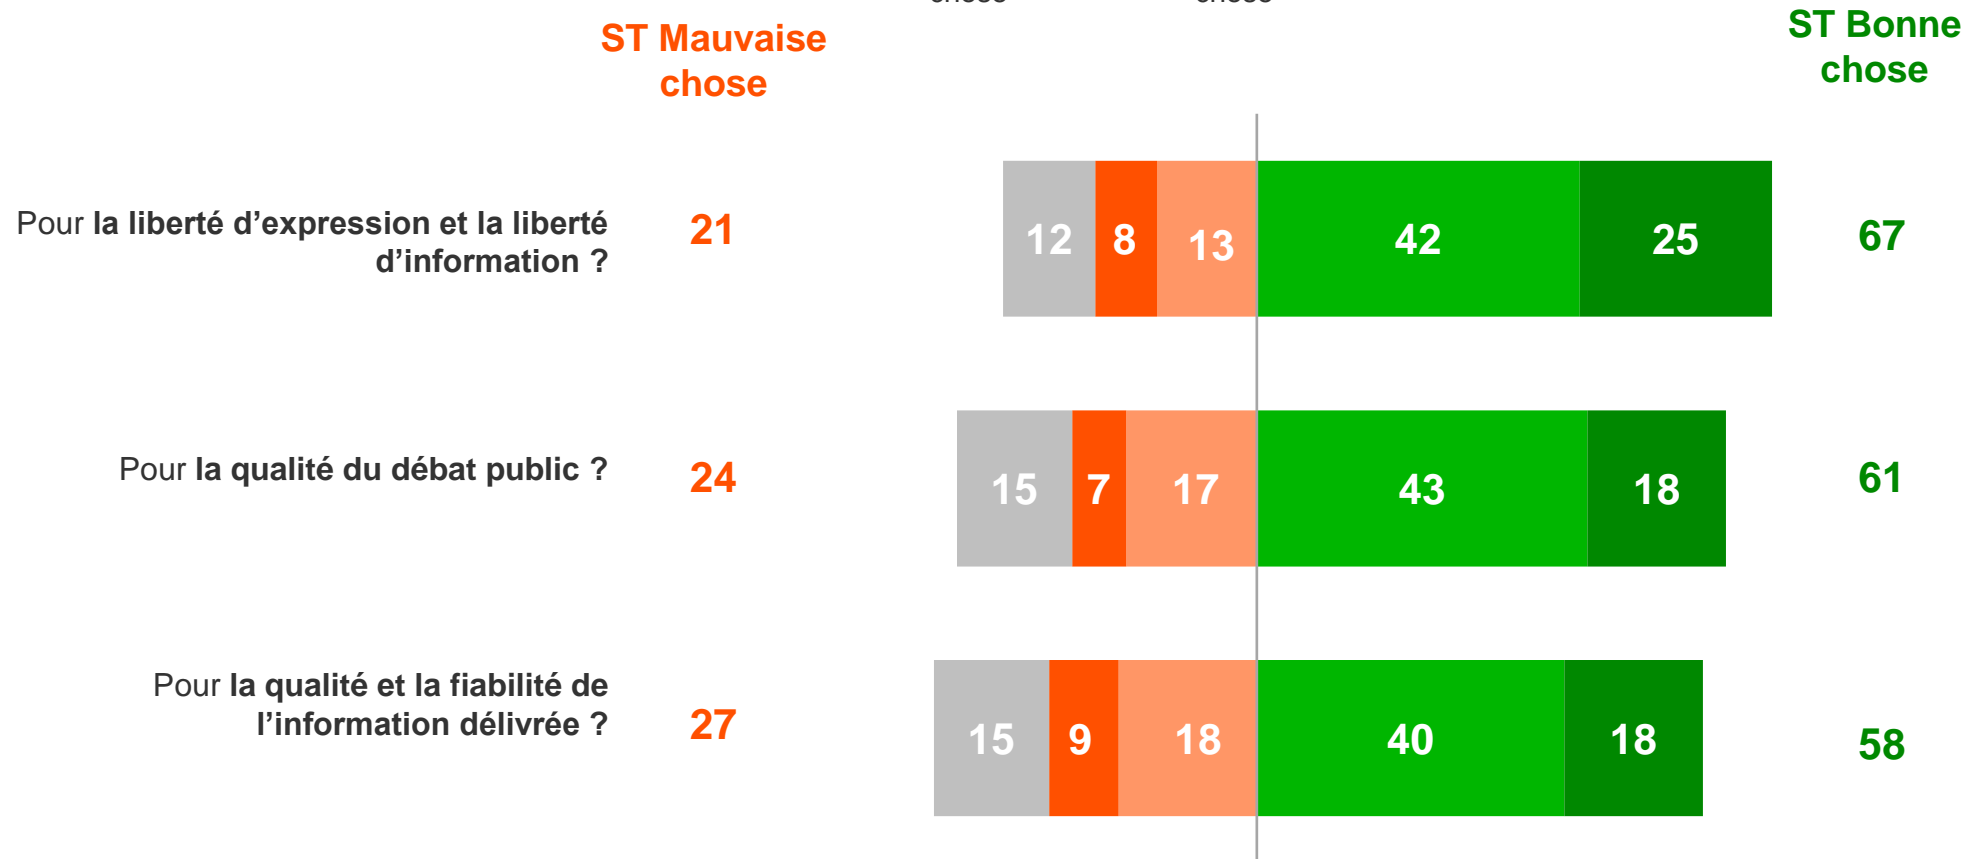 chose chose
ST Mauvaise
chose
ST Bonne
chose
Pour la liberté d’expression et la liberté
d’information ?
21
12 8 13 42 25
67
Pour la qualité du débat public ?
24
15 7 17 43 18
61
Pour la qualité et la fiabilité de
l’information délivrée ?
27
15 9 18 40 18
58